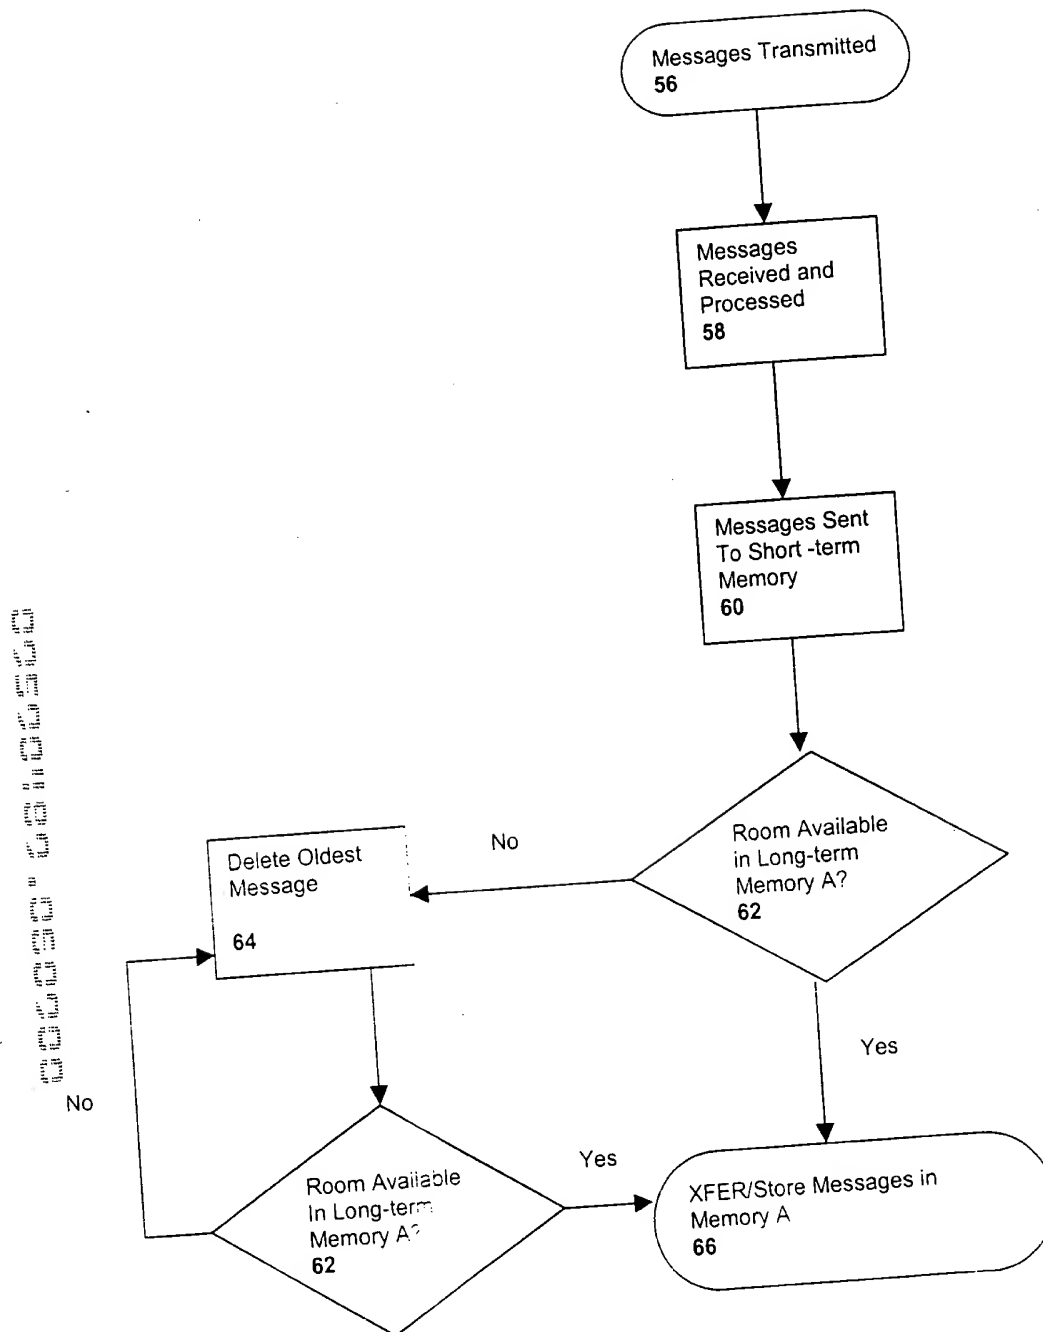 Messages Transmitted
56
Messages
Received and
Processed
58
Messages Sent
To Short -term
Memory
60
Room Available
in Long-term
Memory A?
62
No
Delete Oldest
Message
64
Yes
No
Room Available
In Long-term
Memory A?
62
Yes
XFER/Store Messages in
Memory A
66